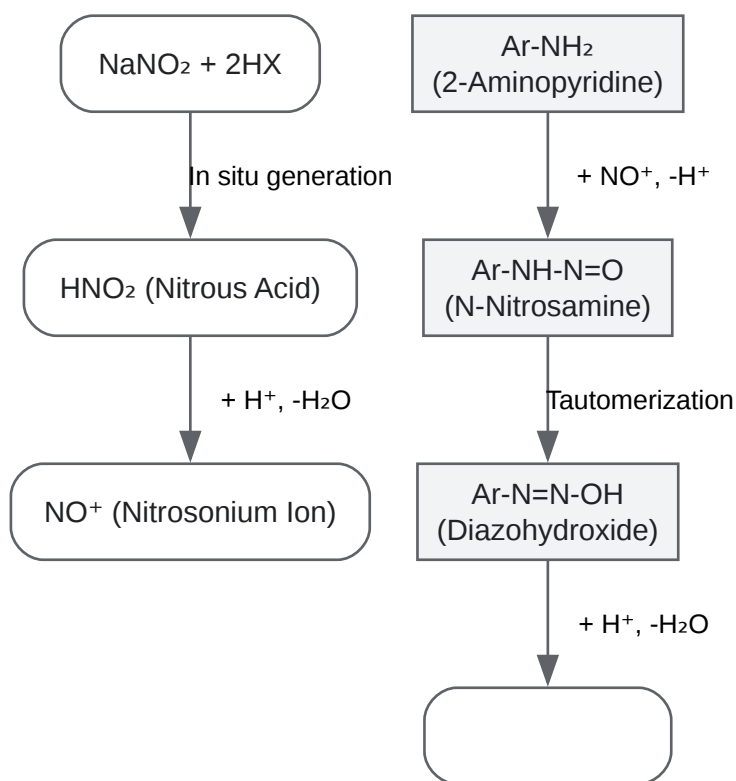 NaNO₂ + 2HX
In situ generation
HNO₂ (Nitrous Acid)
+ H⁺, -H₂O
NO⁺ (Nitrosonium Ion)
Ar-NH₂
(2-Aminopyridine)
+ NO⁺, -H⁺
Ar-NH-N=O
(N-Nitrosamine)
Tautomerization
Ar-N=N-OH
(Diazohydroxide)
+ H⁺, -H₂O